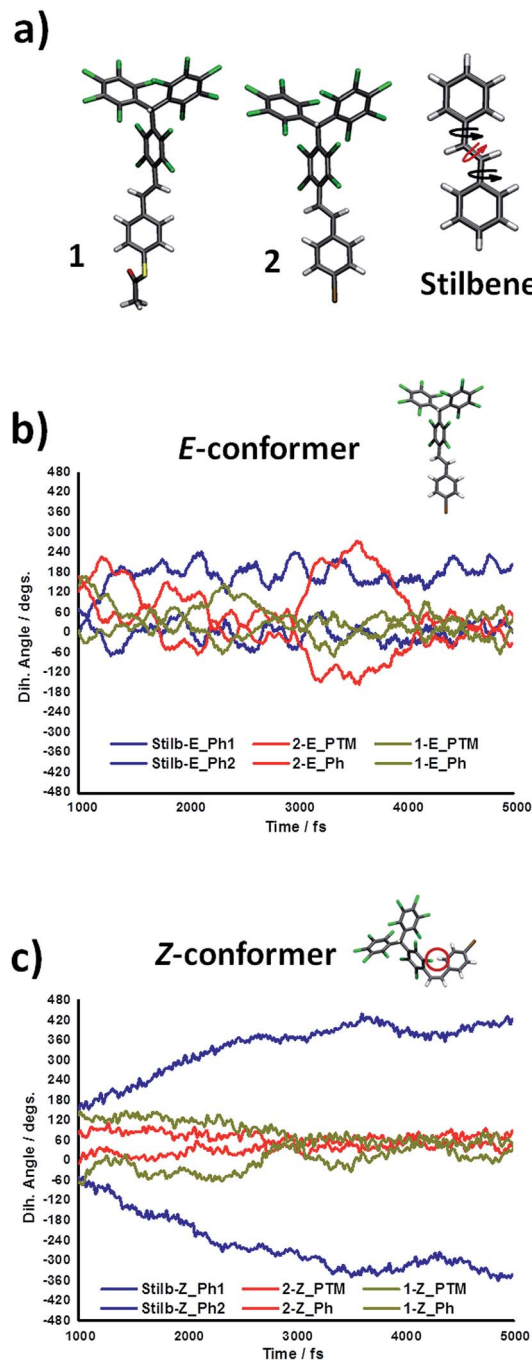 a)
1
2
Stilbene
b)
E-conformer
480
420
360
300
240
180
120
60
0
-60
-120
-180
-240
-300
-360
-420
-480
Dih. Angle / degs.
Stilb-E_Ph1 2-E_PTM 1-E_PTM
Stilb-E_Ph2 2-E_Ph 1-E_Ph
1000 2000 3000 4000 5000
Time / fs
c)
Z-conformer
480
420
360
300
240
180
120
60
0
-60
-120
-180
-240
-300
-360
-420
-480
Dih. Angle / degs.
Stilb-Z_Ph1 2-Z_PTM 1-Z_PTM
Stilb-Z_Ph2 2-Z_Ph 1-Z_Ph
1000 2000 3000 4000 5000
Time / fs